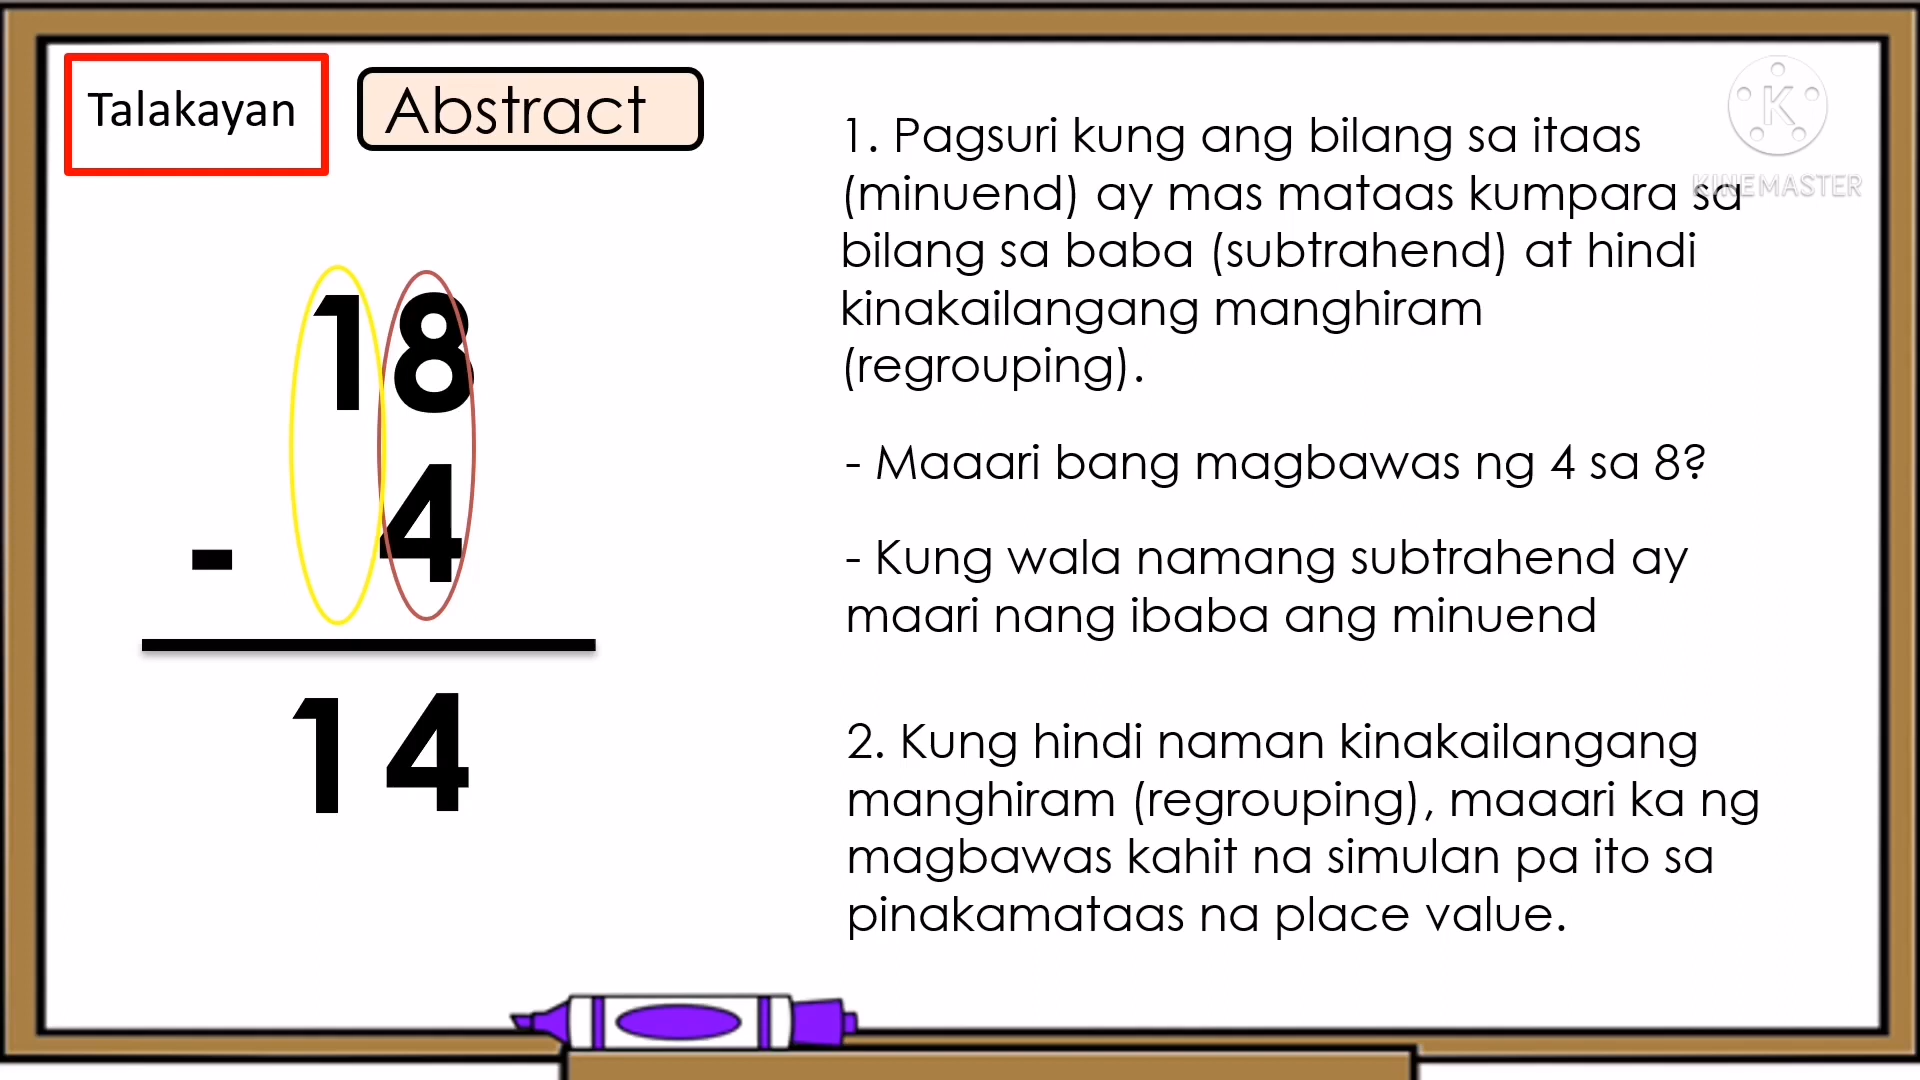 Talakayan
Abstract
18
4
-
14
1. Pagsuri kung ang bilang sa itaas
(minuend) ay mas mataas kumpara sa
bilang sa baba (subtrahend) at hindi
kinakailangang manghiram
(regrouping).
- Maaari bang magbawas ng 4 sa 8?
- Kung wala namang subtrahend ay
maari nang ibaba ang minuend
2. Kung hindi naman kinakailangang
manghiram (regrouping), maaari ka ng
magbawas kahit na simulan pa ito sa
pinakamataas na place value.
K
KINEMASTER